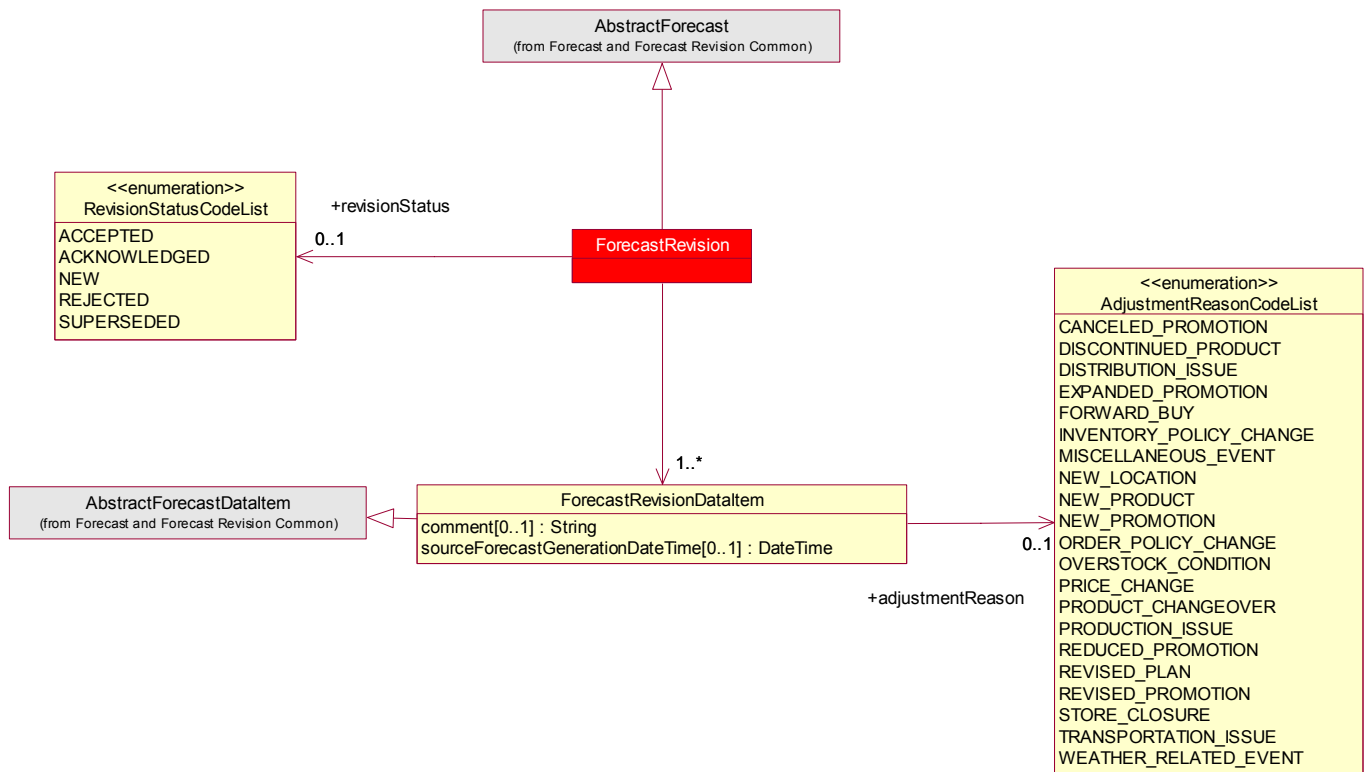 AbstractForecast
(from Forecast and Forecast Revision Common)
<<enumeration>>
RevisionStatusCodeList
ACCEPTED
ACKNOWLEDGED
NEW
REJECTED
SUPERSEDED
+revisionStatus
0..1
ForecastRevision
1..*
AbstractForecastDataItem
(from Forecast and Forecast Revision Common)
ForecastRevisionDataItem
comment[0..1] : String
sourceForecastGenerationDateTime[0..1] : DateTime
0..1
+adjustmentReason
<<enumeration>>
AdjustmentReasonCodeList
CANCELED_PROMOTION
DISCONTINUED_PRODUCT
DISTRIBUTION_ISSUE
EXPANDED_PROMOTION
FORWARD_BUY
INVENTORY_POLICY_CHANGE
MISCELLANEOUS_EVENT
NEW_LOCATION
NEW_PRODUCT
NEW_PROMOTION
ORDER_POLICY_CHANGE
OVERSTOCK_CONDITION
PRICE_CHANGE
PRODUCT_CHANGEOVER
PRODUCTION_ISSUE
REDUCED_PROMOTION
REVISED_PLAN
REVISED_PROMOTION
STORE_CLOSURE
TRANSPORTATION_ISSUE
WEATHER_RELATED_EVENT